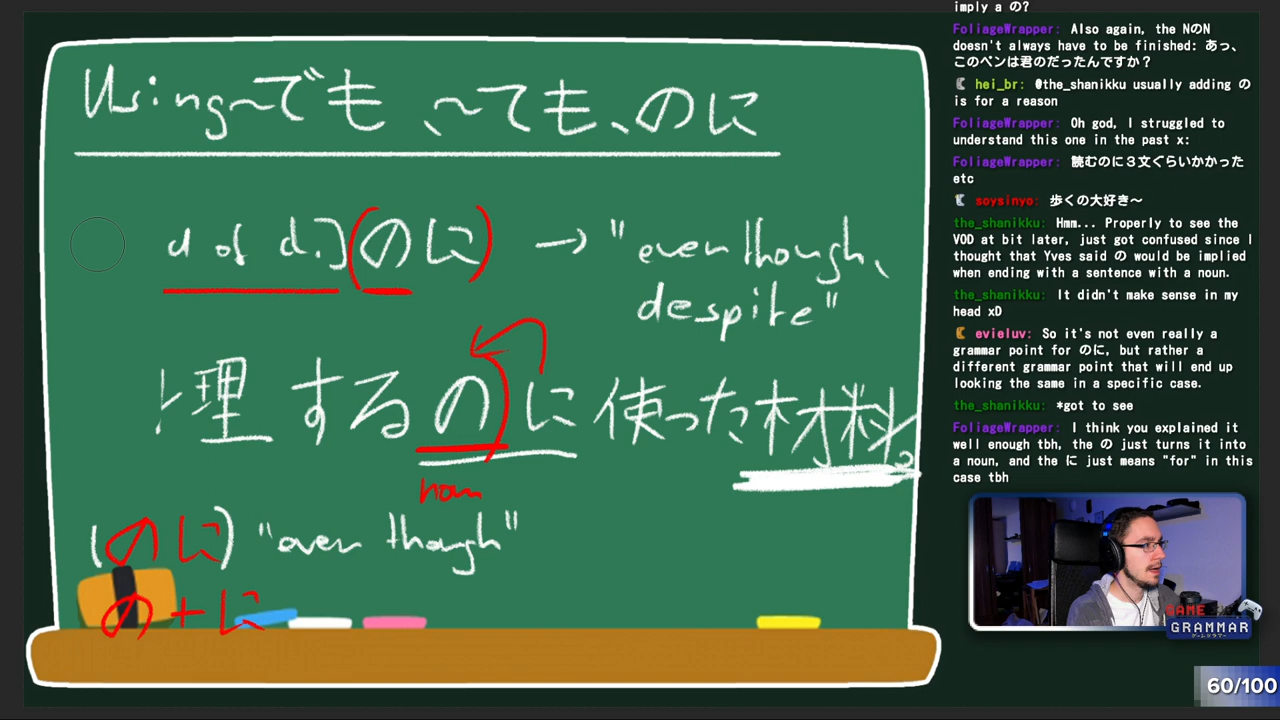 Using ～でも、～ても、のに
a of d.](のに) → "even though,
despite"
理するのに使った材料。
noun
(のに) "even though"
の + に
imply a の?
FoliageWrapper: Also again, the NのN
doesn't always have to be finished: あっ、
このペンは君のだったんですか？
hei_br: @the_shanikku usually adding の
is for a reason
FoliageWrapper: Oh god, I struggled to
understand this one in the past x:
FoliageWrapper: 読むのに３文ぐらいかかった
etc
soysinyo: 歩くの大好き～
the_shanikku: Hmm... Properly to see the
VOD at bit later, just got confused since I
thought that Yves said の would be implied
when ending with a sentence with a noun.
the_shanikku: It didn't make sense in my
head xD
evieluv: So it's not even really a
grammar point for のに, but rather a
different grammar point that will end up
looking the same in a specific case.
the_shanikku: *got to see
FoliageWrapper: I think you explained it
well enough tbh, the の just turns it into
a noun, and the に just means "for" in this
case tbh
GAME
GRAMMAR
ゲームグラマー
60/100